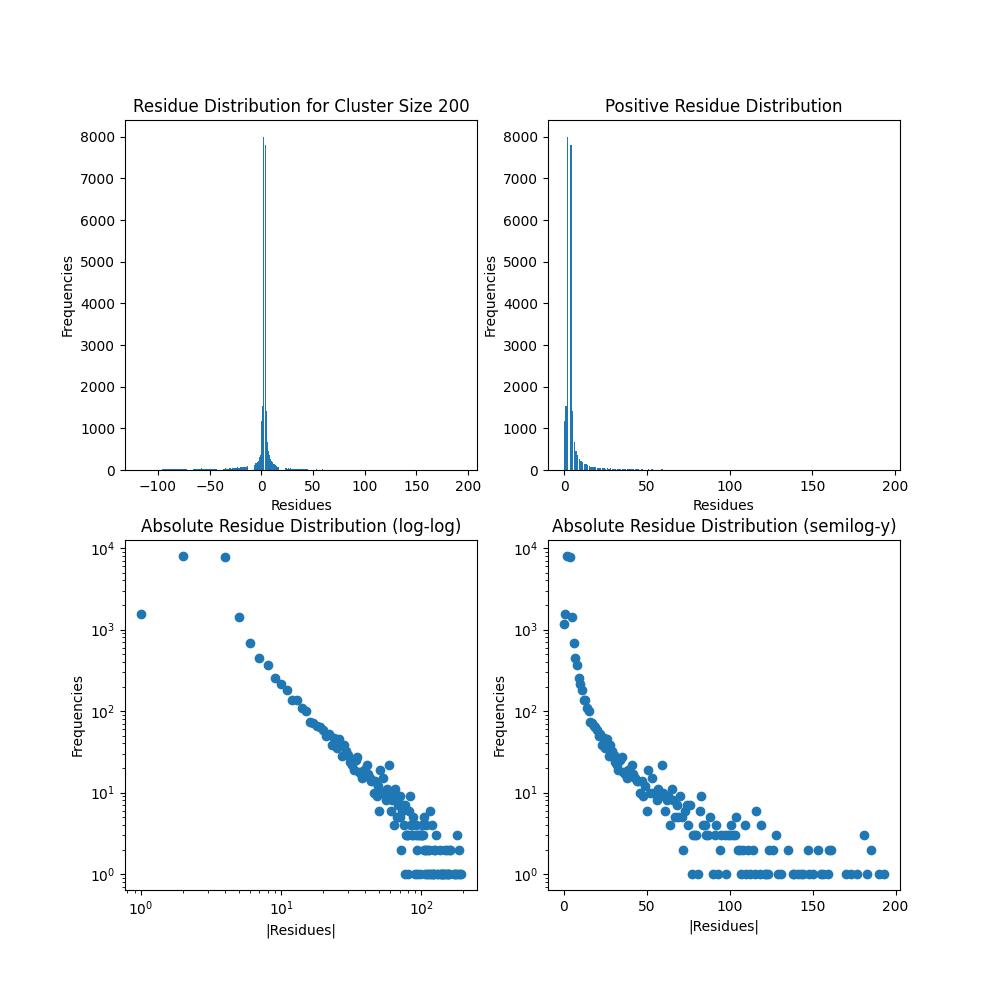 Residue Distribution for Cluster Size 200
Frequencies
8000
7000
6000
5000
4000
3000
2000
1000
0
−100 −50 0 50 100 150 200
Residues
Positive Residue Distribution
Frequencies
8000
7000
6000
5000
4000
3000
2000
1000
0
0 50 100 150 200
Residues
Absolute Residue Distribution (log-log)
Frequencies
10⁴
10³
10²
10¹
10⁰
10⁰ 10¹ 10²
|Residues|
Absolute Residue Distribution (semilog-y)
Frequencies
10⁴
10³
10²
10¹
10⁰
0 50 100 150 200
|Residues|